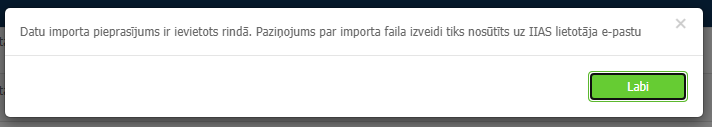 Datu importa pieprasījums ir ievietots rindā. Paziņojums par importa faila izveidi tiks nosūtīts uz IIAS lietotāja e-pastu
Labi